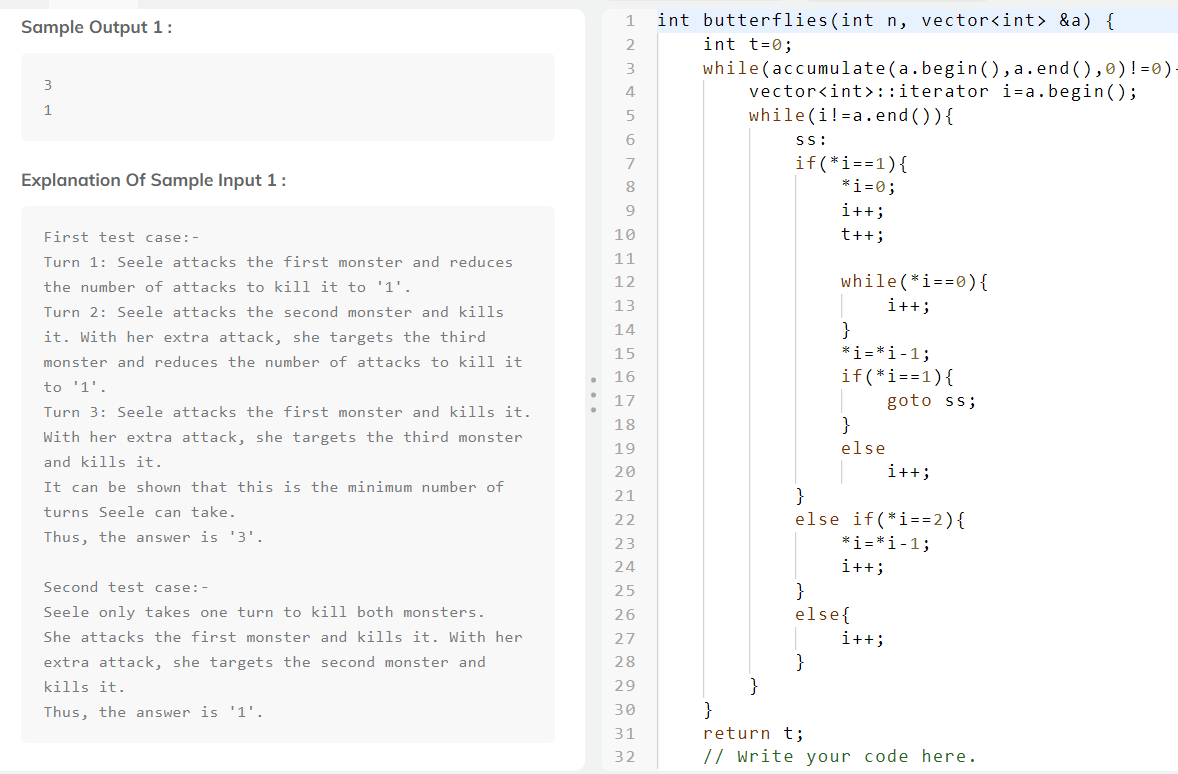 Sample Output 1 :
3
1
Explanation Of Sample Input 1 :
First test case:-
Turn 1: Seele attacks the first monster and reduces
the number of attacks to kill it to '1'.
Turn 2: Seele attacks the second monster and kills
it. With her extra attack, she targets the third
monster and reduces the number of attacks to kill it
to '1'.
Turn 3: Seele attacks the first monster and kills it.
With her extra attack, she targets the third monster
and kills it.
It can be shown that this is the minimum number of
turns Seele can take.
Thus, the answer is '3'.
Second test case:-
Seele only takes one turn to kill both monsters.
She attacks the first monster and kills it. With her
extra attack, she targets the second monster and
kills it.
Thus, the answer is '1'.
1 int butterflies(int n, vector<int> &a) {
2 int t=0;
3 while(accumulate(a.begin(),a.end(),0)!=0)
4 vector<int>::iterator i=a.begin();
5 while(i!=a.end()){
6 ss:
7 if(*i==1){
8 *i=0;
9 i++;
10 t++;
11
12 while(*i==0){
13 i++;
14 }
15 *i=*i-1;
16 if(*i==1){
17 goto ss;
18 }
19 else
20 i++;
21 }
22 else if(*i==2){
23 *i=*i-1;
24 i++;
25 }
26 else{
27 i++;
28 }
29 }
30 }
31 return t;
32 // Write your code here.